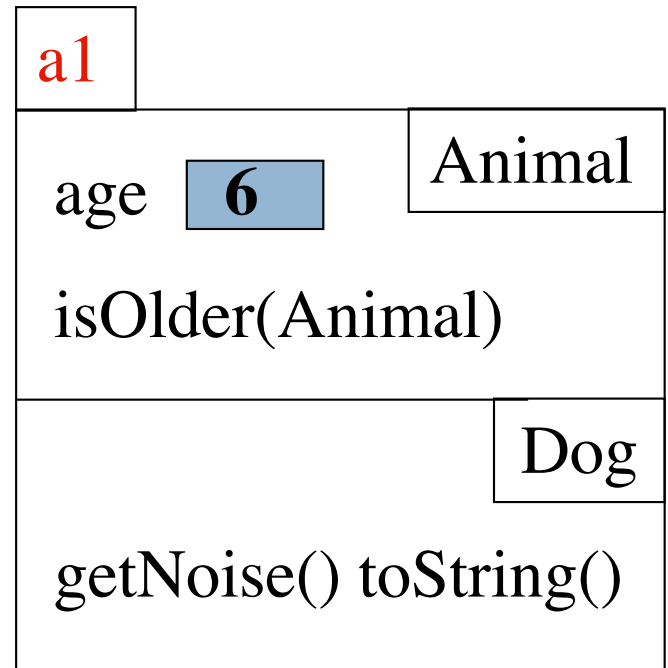 a1
Animal
age 6
isOlder(Animal)
Dog
getNoise() toString()